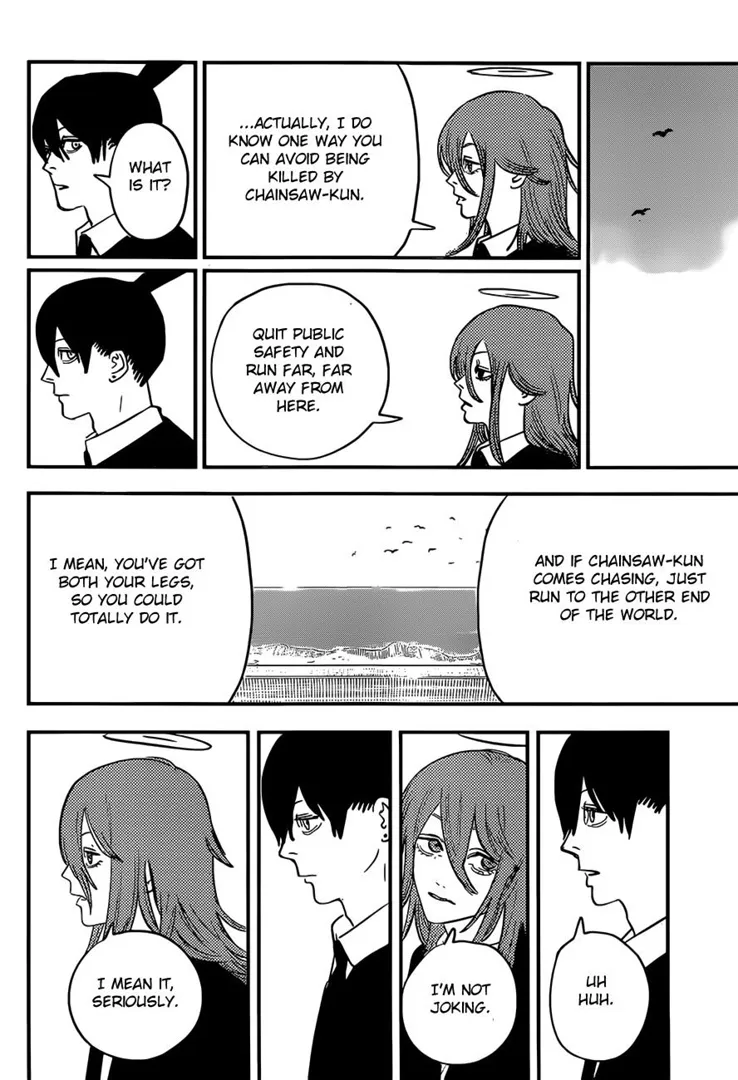 ...ACTUALLY, I DO
KNOW ONE WAY YOU
CAN AVOID BEING
KILLED BY
CHAINSAW-KUN.
WHAT
IS IT?
QUIT PUBLIC
SAFETY AND
RUN FAR, FAR
AWAY FROM
HERE.
AND IF CHAINSAW-KUN
COMES CHASING, JUST
RUN TO THE OTHER END
OF THE WORLD.
I MEAN, YOU'VE GOT
BOTH YOUR LEGS,
SO YOU COULD
TOTALLY DO IT.
UH
HUH.
I'M NOT
JOKING.
I MEAN IT,
SERIOUSLY.